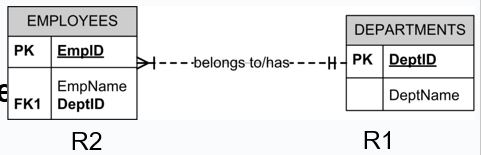 EMPLOYEES
PK EmpID
EmpName
FK1 DeptID
belongs to/has
DEPARTMENTS
PK DeptID
DeptName
e
R2
R1